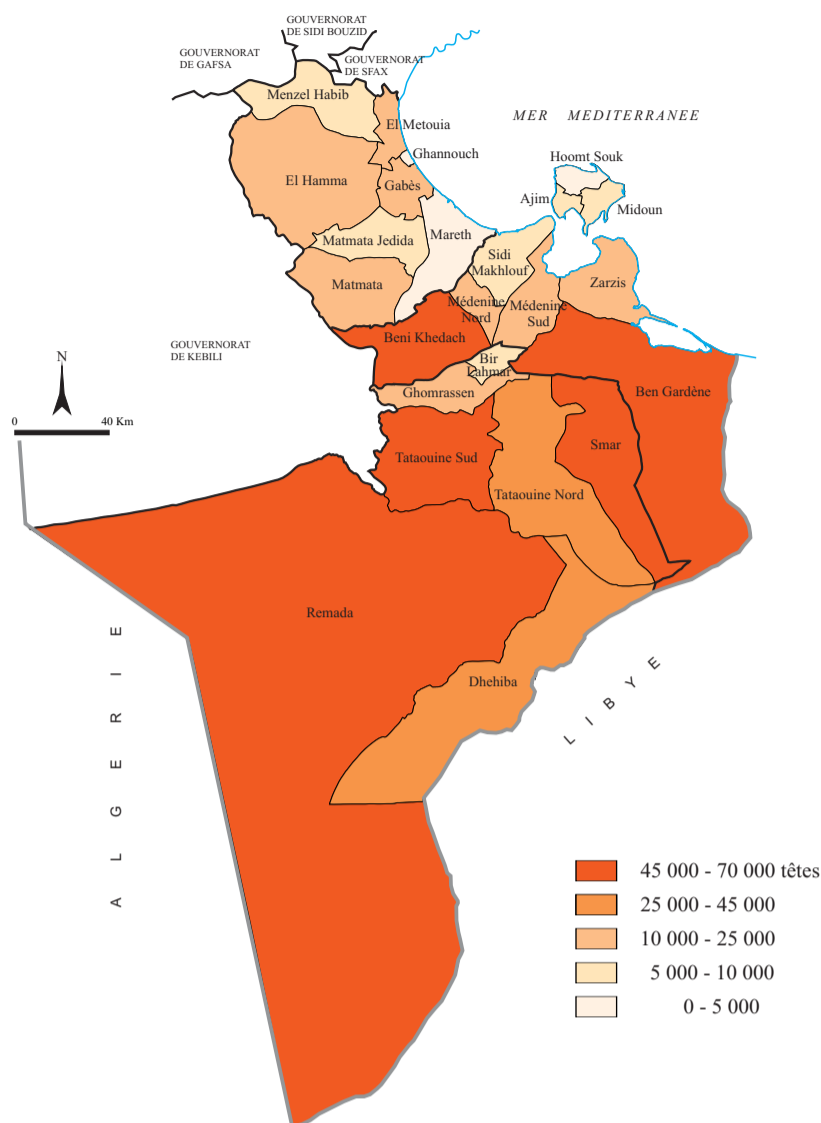 GOUVERNORAT
DE SIDI BOUZID
GOUVERNORAT
DE GAFSA
GOUVERNORAT
DE SFAX
Menzel Habib
MER MEDITERRANEE
El Metouia
Ghannouch
Hoomt Souk
El Hamma
Gabès
Ajim
Midoun
Matmata Jedida
Mareth
Sidi
Makhlouf
Matmata
Zarzis
Médenine
Nord
Médenine
Sud
Beni Khedach
GOUVERNORAT
DE KEBILI
N
Bir
Lahmar
Ghomrassen
Ben Gardène
0 40 Km
Smar
Tataouine Sud
Tataouine Nord
Remada
ALGERIE
Dhehiba
LIBYE
45 000 - 70 000 têtes
25 000 - 45 000
10 000 - 25 000
5 000 - 10 000
0 - 5 000